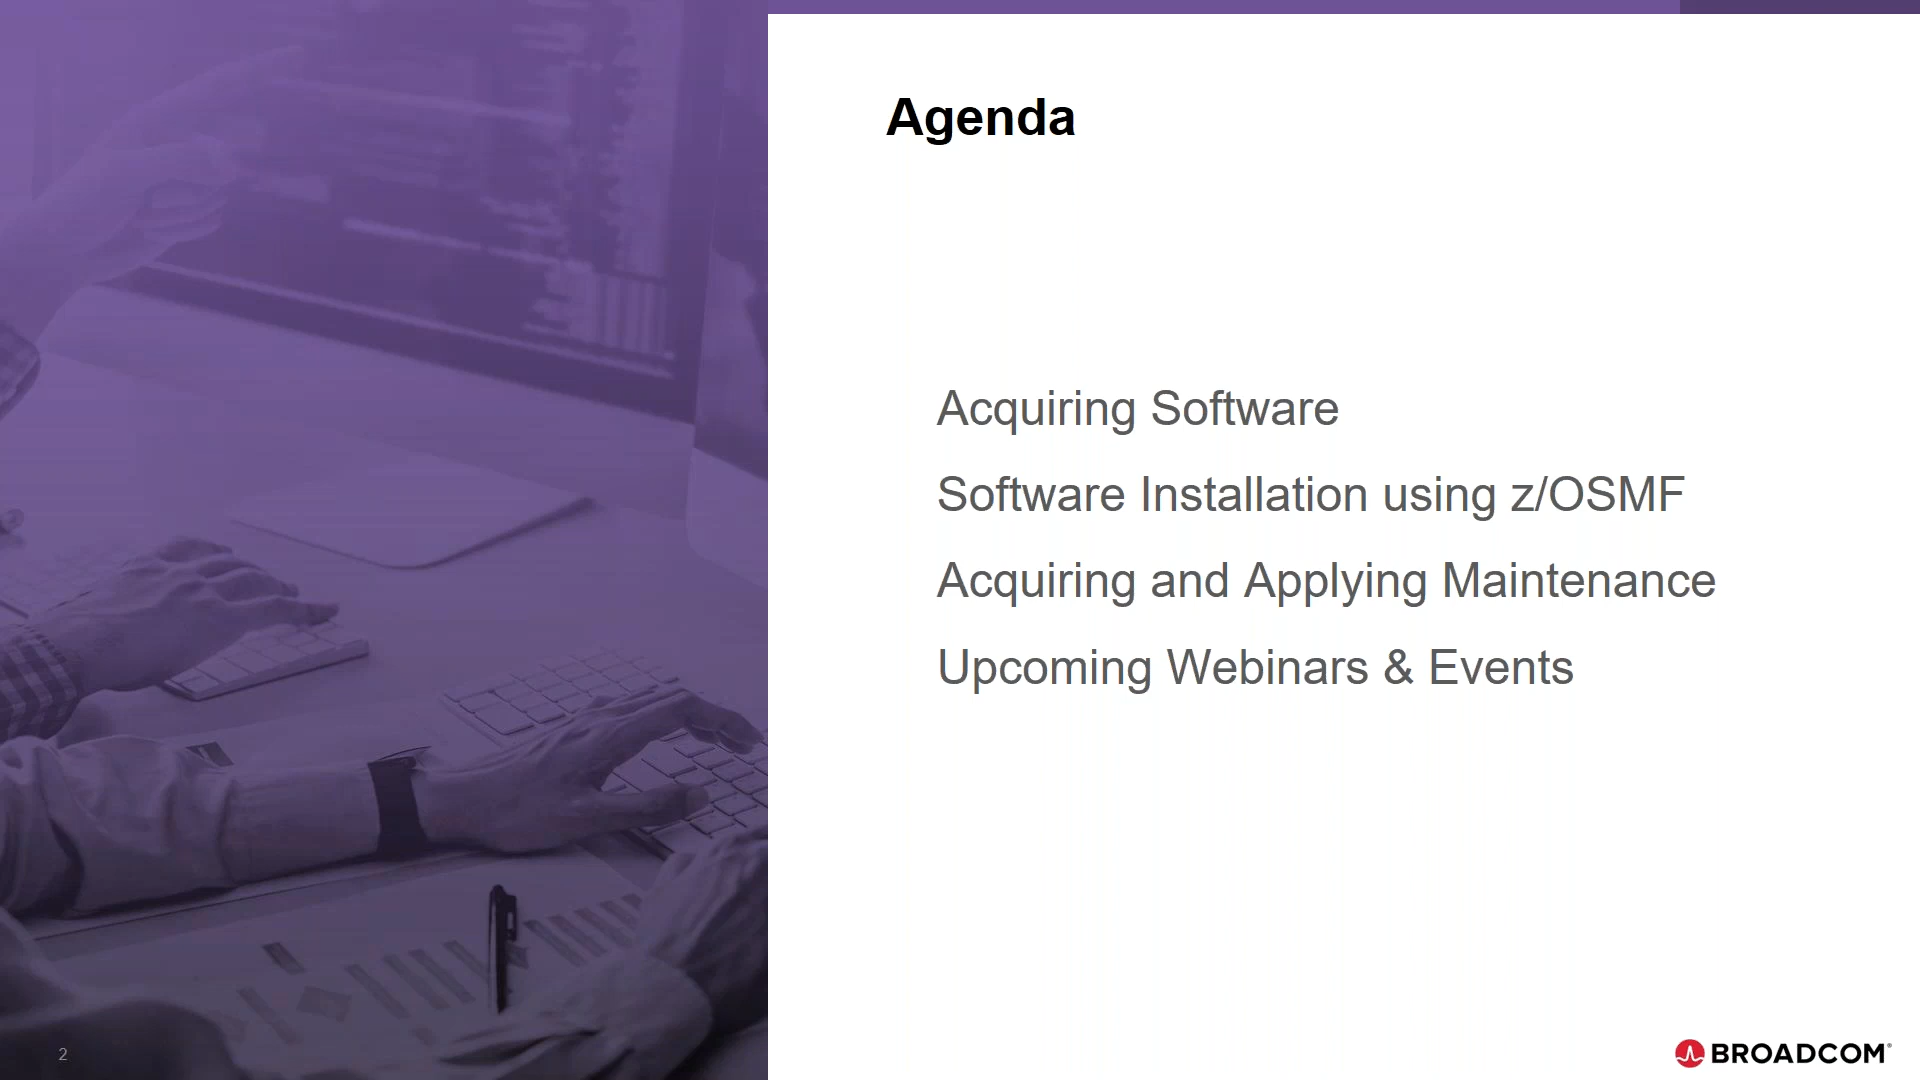 Agenda
Acquiring Software
Software Installation using z/OSMF
Acquiring and Applying Maintenance
Upcoming Webinars & Events
2
BROADCOM®